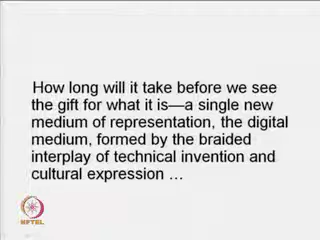 How long will it take before we see
the gift for what it is—a single new
medium of representation, the digital
medium, formed by the braided
interplay of technical invention and
cultural expression …
NPTEL